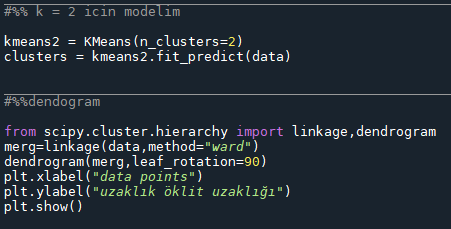 #%% k = 2 icin modelim
kmeans2 = KMeans(n_clusters=2)
clusters = kmeans2.fit_predict(data)
#%%dendogram
from scipy.cluster.hierarchy import linkage,dendrogram
merg=linkage(data,method="ward")
dendrogram(merg,leaf_rotation=90)
plt.xlabel("data points")
plt.ylabel("uzaklık öklit uzaklığı")
plt.show()